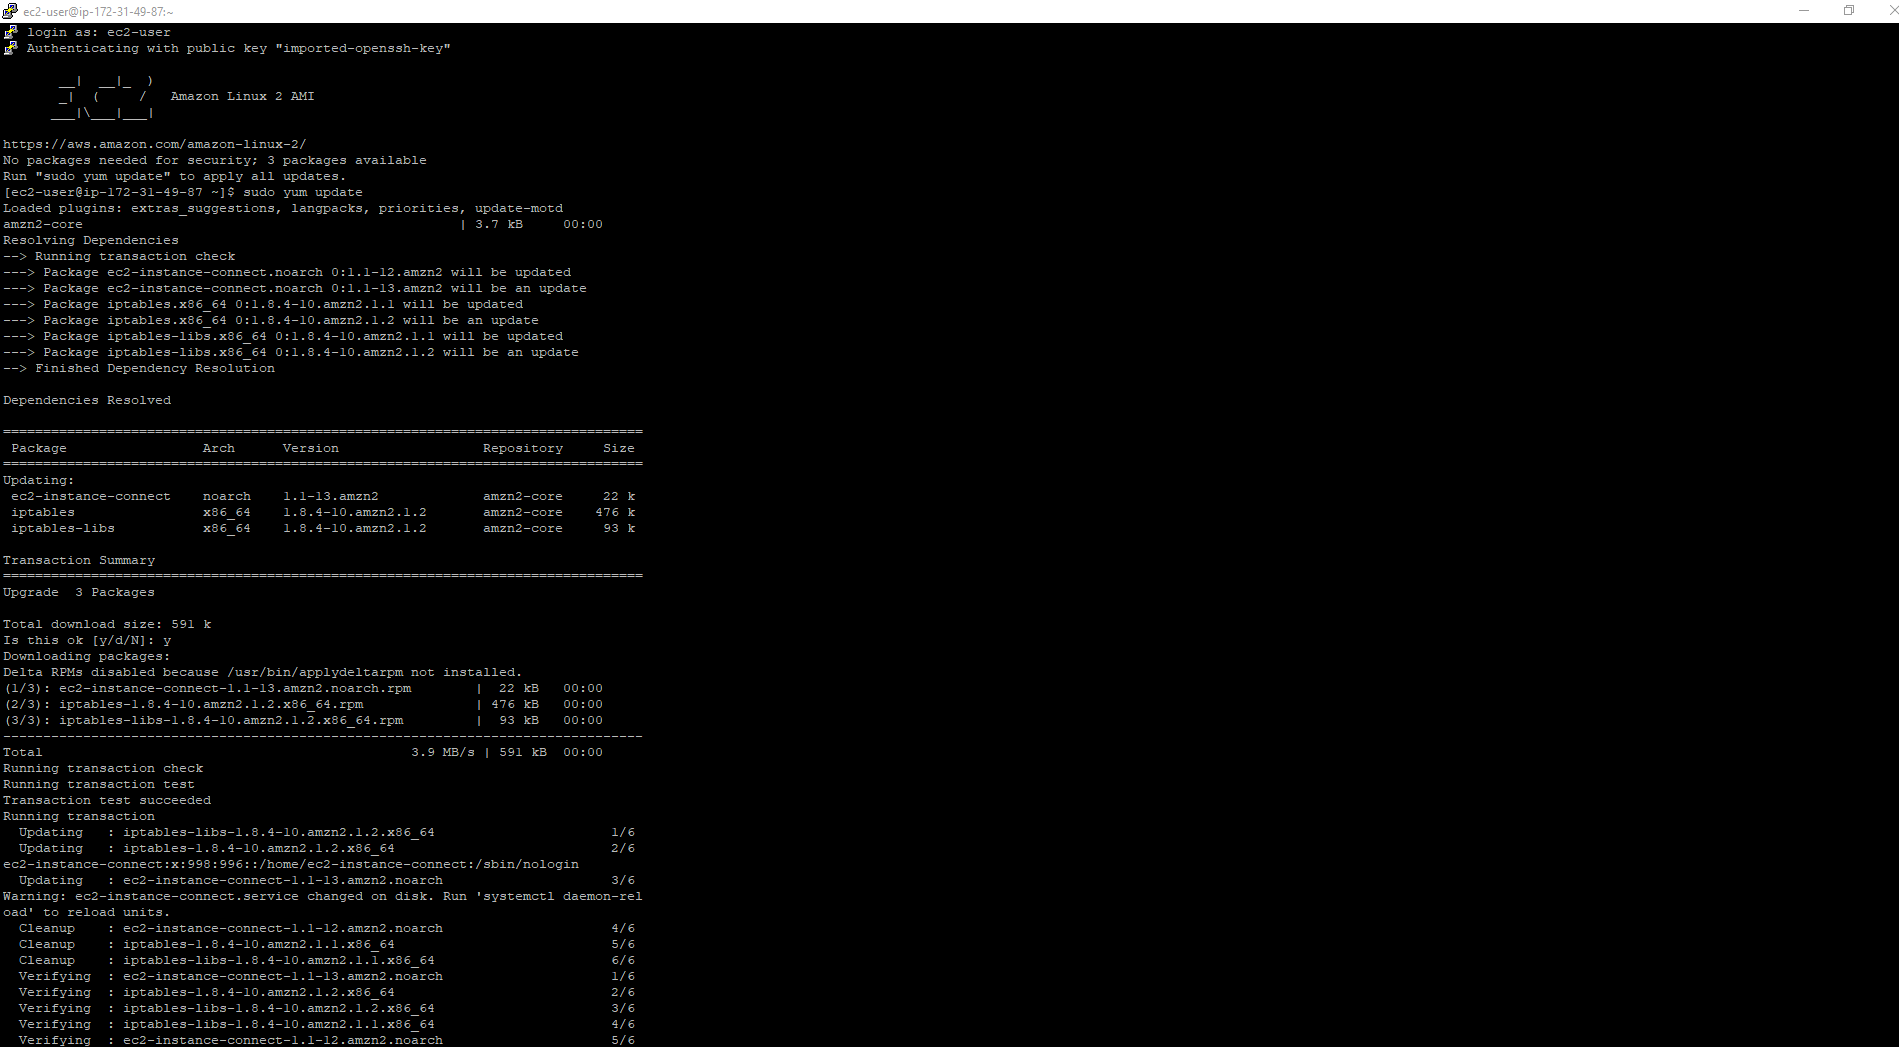 ec2-user@ip-172-31-49-87:~
login as: ec2-user
Authenticating with public key "imported-openssh-key"
__|  __|_  )
_|  (     /   Amazon Linux 2 AMI
___|\___|___|
https://aws.amazon.com/amazon-linux-2/
No packages needed for security; 3 packages available
Run "sudo yum update" to apply all updates.
[ec2-user@ip-172-31-49-87 ~]$ sudo yum update
Loaded plugins: extras_suggestions, langpacks, priorities, update-motd
amzn2-core                                               | 3.7 kB     00:00
Resolving Dependencies
--> Running transaction check
---> Package ec2-instance-connect.noarch 0:1.1-12.amzn2 will be updated
---> Package ec2-instance-connect.noarch 0:1.1-13.amzn2 will be an update
---> Package iptables.x86_64 0:1.8.4-10.amzn2.1.1 will be updated
---> Package iptables.x86_64 0:1.8.4-10.amzn2.1.2 will be an update
---> Package iptables-libs.x86_64 0:1.8.4-10.amzn2.1.1 will be updated
---> Package iptables-libs.x86_64 0:1.8.4-10.amzn2.1.2 will be an update
--> Finished Dependency Resolution
Dependencies Resolved
================================================================================
Package                 Arch      Version                  Repository     Size
================================================================================
Updating:
ec2-instance-connect    noarch    1.1-13.amzn2             amzn2-core     22 k
iptables                x86_64    1.8.4-10.amzn2.1.2       amzn2-core    476 k
iptables-libs           x86_64    1.8.4-10.amzn2.1.2       amzn2-core     93 k
Transaction Summary
================================================================================
Upgrade  3 Packages
Total download size: 591 k
Is this ok [y/d/N]: y
Downloading packages:
Delta RPMs disabled because /usr/bin/applydeltarpm not installed.
(1/3): ec2-instance-connect-1.1-13.amzn2.noarch.rpm        |  22 kB   00:00
(2/3): iptables-1.8.4-10.amzn2.1.2.x86_64.rpm              | 476 kB   00:00
(3/3): iptables-libs-1.8.4-10.amzn2.1.2.x86_64.rpm         |  93 kB   00:00
--------------------------------------------------------------------------------
Total                                              3.9 MB/s | 591 kB  00:00
Running transaction check
Running transaction test
Transaction test succeeded
Running transaction
Updating   : iptables-libs-1.8.4-10.amzn2.1.2.x86_64                      1/6
Updating   : iptables-1.8.4-10.amzn2.1.2.x86_64                           2/6
ec2-instance-connect:x:998:996::/home/ec2-instance-connect:/sbin/nologin
Updating   : ec2-instance-connect-1.1-13.amzn2.noarch                     3/6
Warning: ec2-instance-connect.service changed on disk. Run 'systemctl daemon-rel
oad' to reload units.
Cleanup    : ec2-instance-connect-1.1-12.amzn2.noarch                     4/6
Cleanup    : iptables-1.8.4-10.amzn2.1.1.x86_64                           5/6
Cleanup    : iptables-libs-1.8.4-10.amzn2.1.1.x86_64                      6/6
Verifying  : ec2-instance-connect-1.1-13.amzn2.noarch                     1/6
Verifying  : iptables-1.8.4-10.amzn2.1.2.x86_64                           2/6
Verifying  : iptables-libs-1.8.4-10.amzn2.1.2.x86_64                      3/6
Verifying  : iptables-libs-1.8.4-10.amzn2.1.1.x86_64                      4/6
Verifying  : ec2-instance-connect-1.1-12.amzn2.noarch                     5/6